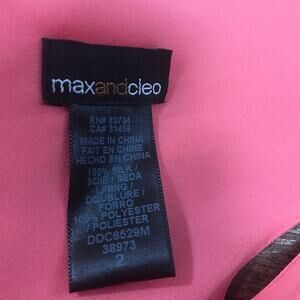 maxandcleo
RN# 80734
CA# 31458
MADE IN CHINA
FAIT EN CHINE
HECHO EN CHINA
100% SILK /
SOIE / SEDA
LINING /
DOUBLURE /
FORRO
100% POLYESTER
/ POLIESTER
DDC6529M
38973
2